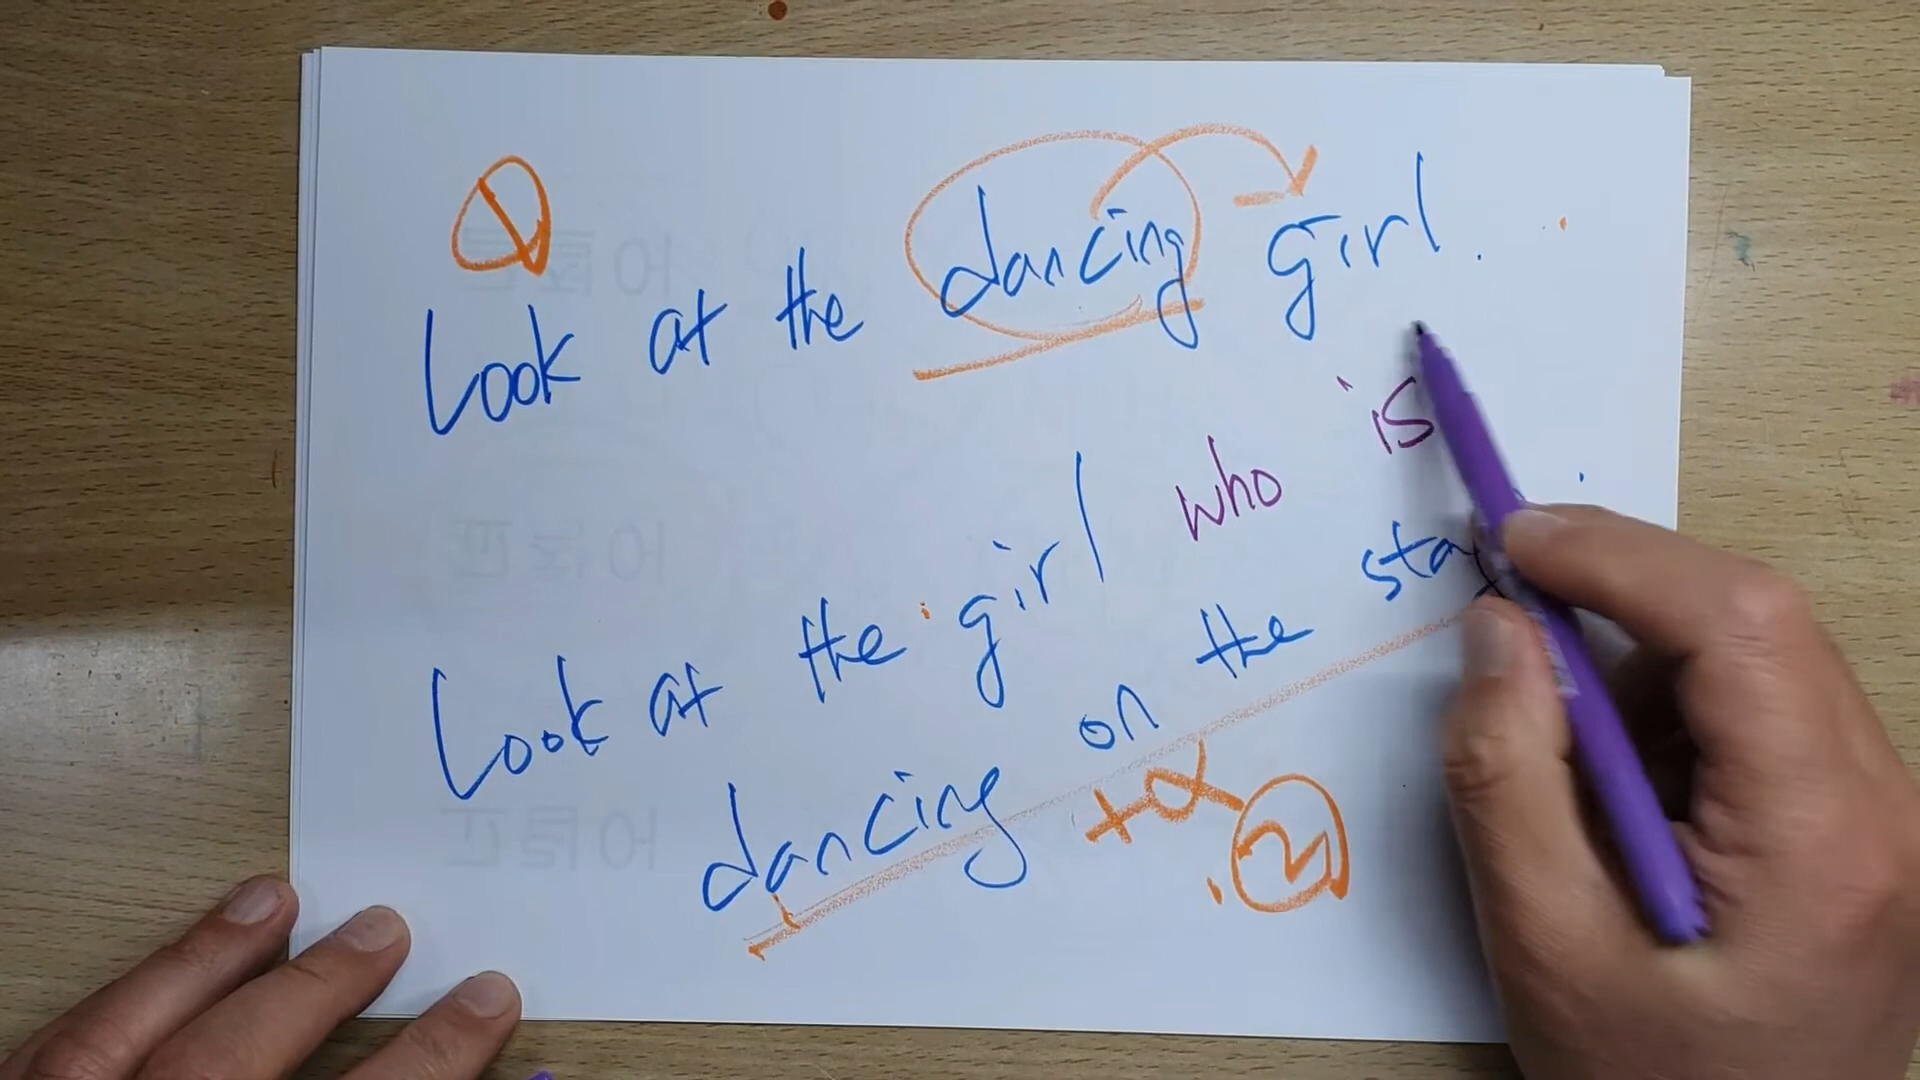 1
Look at the dancing girl.
Look at the girl who is
dancing on the
+α 2